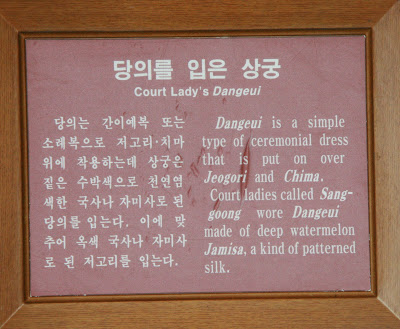 당의를 입은 상궁
Court Lady's Dangeui
당의는 간이예복 또는
소례복으로 저고리·치마
위에 착용하는데 상궁은
짙은 수박색으로 천연염
색한 국사나 자미사로 된
당의를 입는다. 이에 맞
추어 옥색 국사나 자미사
로 된 저고리를 입는다.
Dangeui is a simple
type of ceremonial dress
that is put on over
Jeogori and Chima.
Court ladies called Sang-
goong wore Dangeui
made of deep watermelon
Jamisa, a kind of patterned
silk.